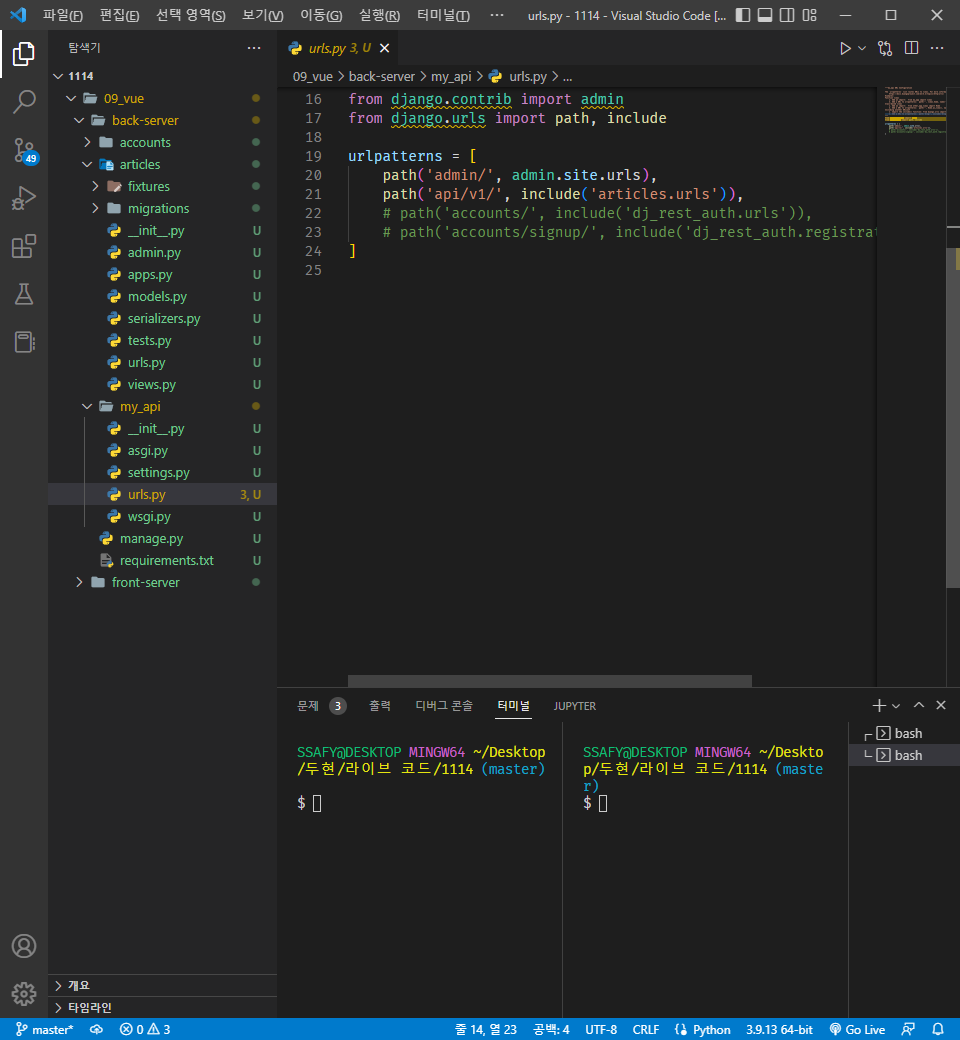 파일(F) 편집(E) 선택 영역(S) 보기(V) 이동(G) 실행(R) 터미널(T) ··· urls.py - 1114 - Visual Studio Code [...
탐색기 ···
1114
09_vue
back-server
accounts
articles
fixtures
migrations
__init__.py U
admin.py U
apps.py U
models.py U
serializers.py U
tests.py U
urls.py U
views.py U
my_api
__init__.py U
asgi.py U
settings.py U
urls.py 3, U
wsgi.py U
manage.py U
requirements.txt U
front-server
개요
타임라인
49
urls.py 3, U
09_vue > back-server > my_api > urls.py > ...
16 from django.contrib import admin
17 from django.urls import path, include
18
19 urlpatterns = [
20 path('admin/', admin.site.urls),
21 path('api/v1/', include('articles.urls')),
22 # path('accounts/', include('dj_rest_auth.urls')),
23 # path('accounts/signup/', include('dj_rest_auth.registrat
24 ]
25
문제 3 출력 디버그 콘솔 터미널 JUPYTER
SSAFY@DESKTOP MINGW64 ~/Desktop
/두현/라이브 코드/1114 (master)
$
SSAFY@DESKTOP MINGW64 ~/Deskto
p/두현/라이브 코드/1114 (maste
r)
$
bash
bash
master* 0 3 줄 14, 열 23 공백: 4 UTF-8 CRLF Python 3.9.13 64-bit Go Live